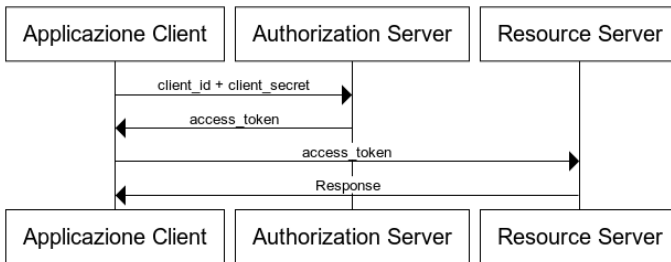 Applicazione Client
Authorization Server
Resource Server
client_id + client_secret
access_token
access_token
Response
Applicazione Client
Authorization Server
Resource Server